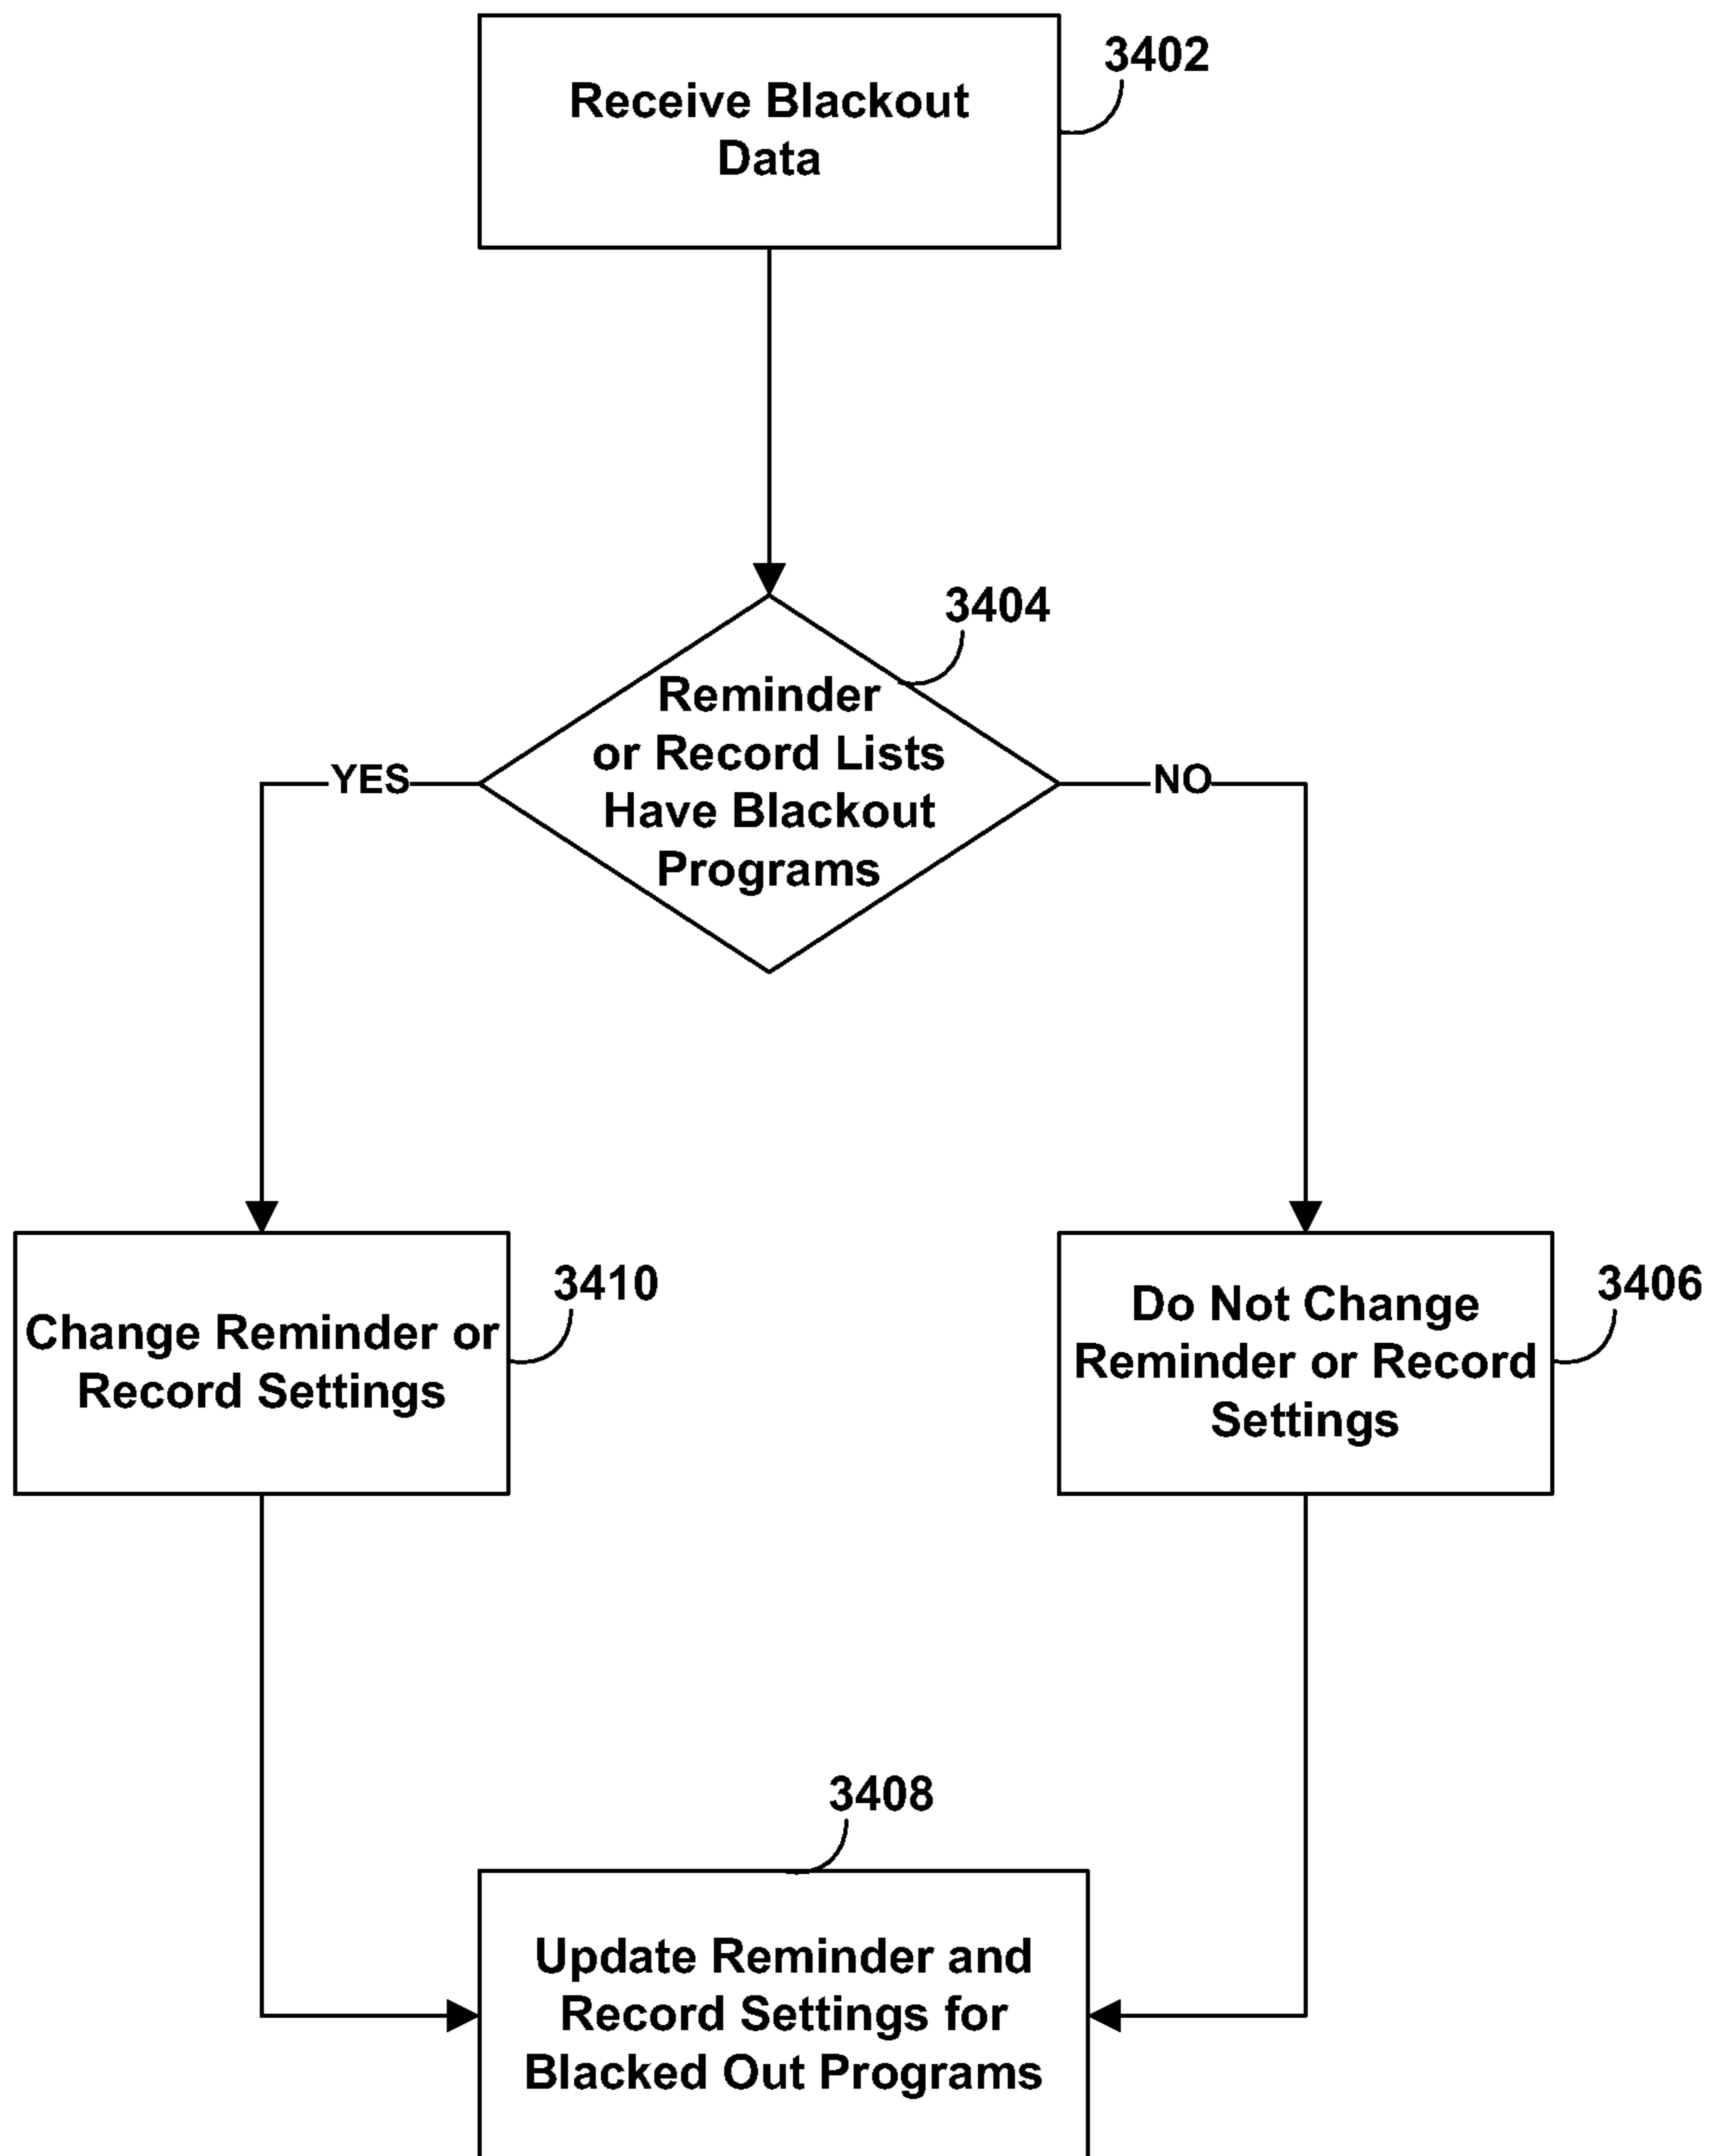 Receive Blackout
Data
3402
3404
Reminder
or Record Lists
Have Blackout
Programs
YES
NO
Change Reminder or
Record Settings
3410
Do Not Change
Reminder or Record
Settings
3406
3408
Update Reminder and
Record Settings for
Blacked Out Programs